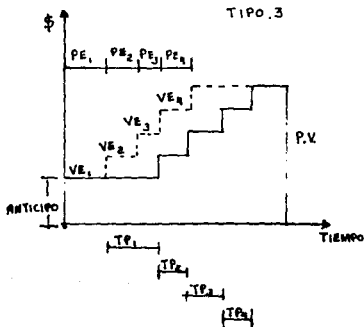 TIPO.3
$
PE1 PE2 PE3 PE4
VE4
VE3
VE2
VE1
P.V.
ANTICIPO
TIEMPO
TP1
TP2
TP3
TP4